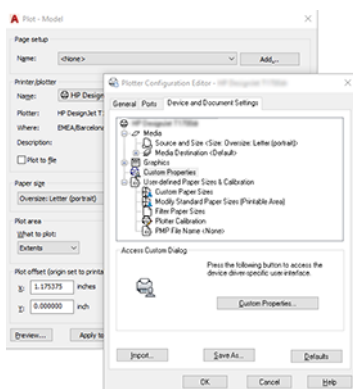 Plot - Model
Page setup
Name:
<None>
Add...
Printer/plotter
Name:
HP Design
Plotter:
HP DesignJet T
Where:
EMEA/Barcelon
Description:
Plot to file
Paper size
Oversize: Letter (portrait)
Plot area
What to plot:
Extents
Plot offset (origin set to printa
X:
1.175375
inches
Y:
0.000000
inch
Preview...
Apply to
Plotter Configuration Editor -
General
Ports
Device and Document Settings
Media
Source and Size <Size: Oversize: Letter (portrait)>
Media Destination <Default>
Graphics
Custom Properties
User-defined Paper Sizes & Calibration
Custom Paper Sizes
Modify Standard Paper Sizes (Printable Area)
Filter Paper Sizes
Plotter Calibration
PMP File Name <None>
Access Custom Dialog
Press the following button to access the
device driver-specific user-interface.
Custom Properties...
Import...
Save As...
Defaults
OK
Cancel
Help